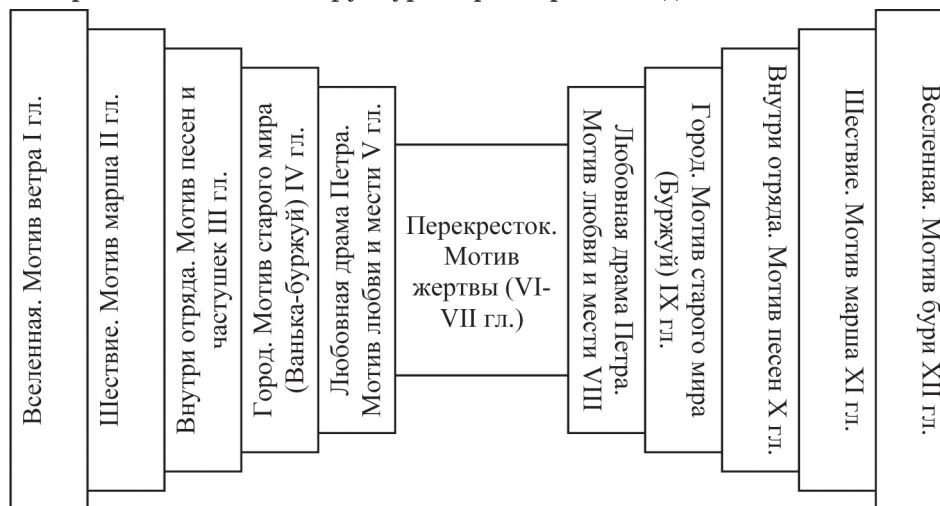 Вселенная. Мотив ветра I гл.
Шествие. Мотив марша II гл.
Внутри отряда. Мотив песен и
частушек III гл.
Город. Мотив старого мира
(Ванька-буржуй) IV гл.
Любовная драма Петра.
Мотив любви и мести V гл.
Перекресток.
Мотив
жертвы (VI-
VII гл.)
Любовная драма Петра.
Мотив любви и мести VIII
Город. Мотив старого мира
(Буржуй) IX гл.
Внутри отряда. Мотив песен X гл.
Шествие. Мотив марша XI гл.
Вселенная. Мотив бури XII гл.